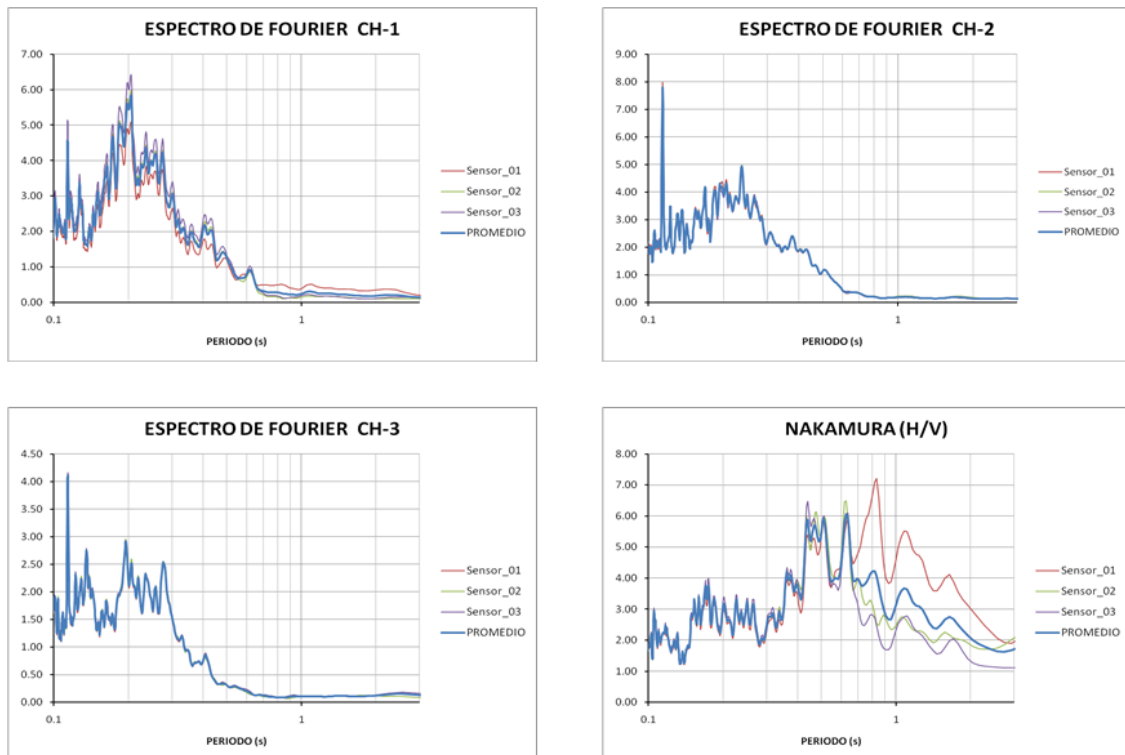 ESPECTRO DE FOURIER CH-1
7.00
6.00
5.00
4.00
3.00
2.00
1.00
0.00
0.1
1
PERIODO (s)
Sensor_01
Sensor_02
Sensor_03
PROMEDIO
ESPECTRO DE FOURIER CH-2
9.00
8.00
7.00
6.00
5.00
4.00
3.00
2.00
1.00
0.00
0.1
1
PERIODO (s)
Sensor_01
Sensor_02
Sensor_03
PROMEDIO
ESPECTRO DE FOURIER CH-3
4.50
4.00
3.50
3.00
2.50
2.00
1.50
1.00
0.50
0.00
0.1
1
PERIODO (s)
Sensor_01
Sensor_02
Sensor_03
PROMEDIO
NAKAMURA (H/V)
8.00
7.00
6.00
5.00
4.00
3.00
2.00
1.00
0.00
0.1
1
PERIODO (s)
Sensor_01
Sensor_02
Sensor_03
PROMEDIO